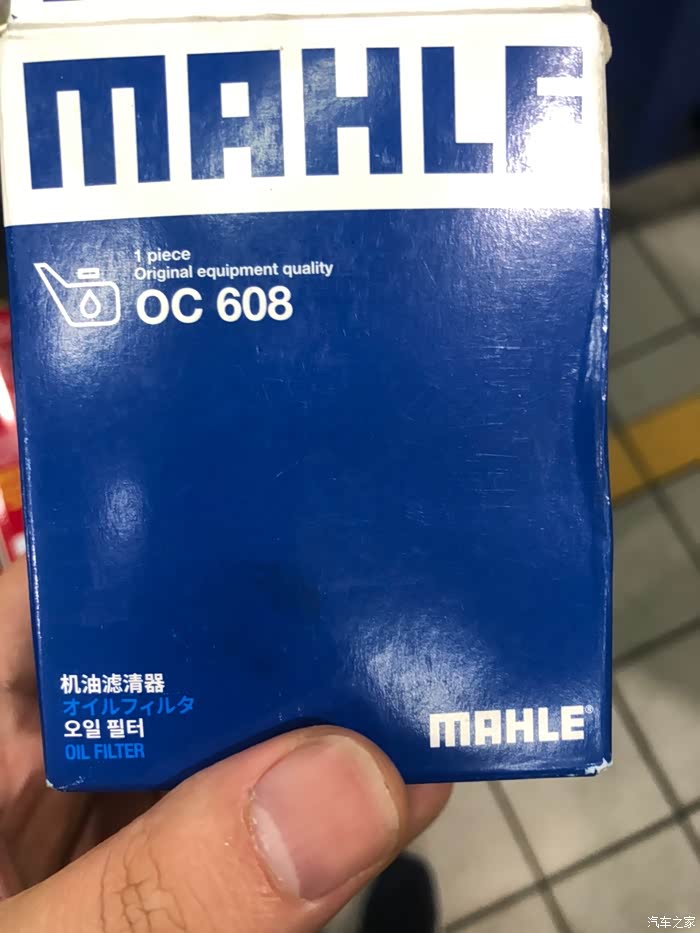 MAHLE
1 piece
Original equipment quality
OC 608
机油滤清器
オイルフィルタ
오일 필터
OIL FILTER
MAHLE®
汽车之家